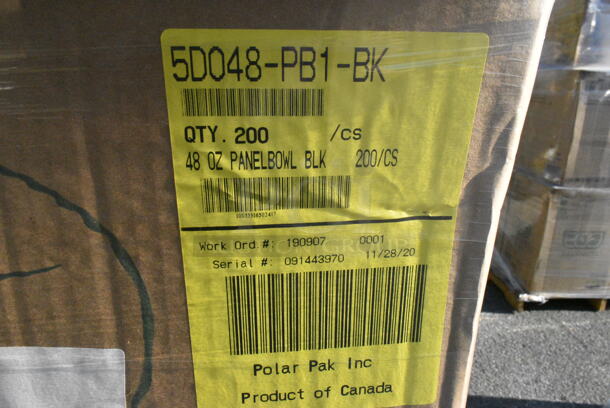 5D048-PB1-BK
QTY. 200 /CS
48 OZ PANELBOWL BLK 200/CS
Work Ord #: 190907 0001
Serial #: 091443970 11/28/20
Polar Pak Inc
Product of Canada